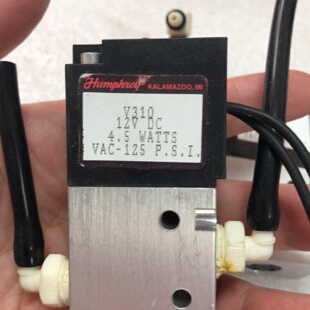 Humphrey KALAMAZOO, MI
V310
12V DC
4.5 WATTS
VAC-125 P.S.I.